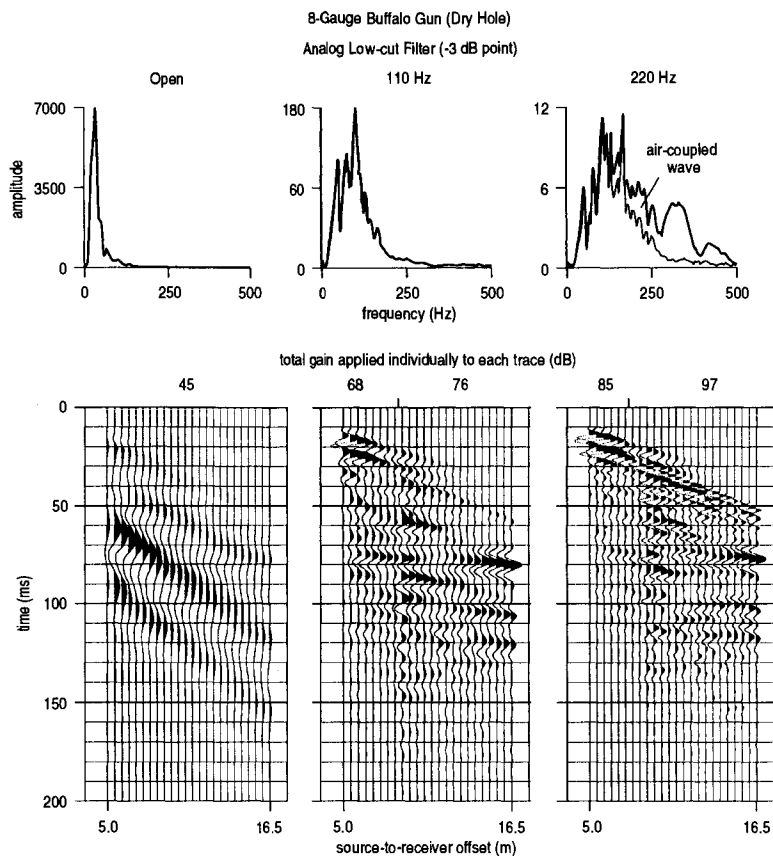 8-Gauge Buffalo Gun (Dry Hole)
Analog Low-cut Filter (-3 dB point)
Open
110 Hz
220 Hz
7000
3500
0
amplitude
0
250
500
180
60
0
0
250
500
frequency (Hz)
12
6
0
air-coupled
wave
0
250
500
total gain applied individually to each trace (dB)
45
68
76
85
97
0
50
100
150
200
time (ms)
5.0
16.5
5.0
16.5
5.0
16.5
source-to-receiver offset (m)